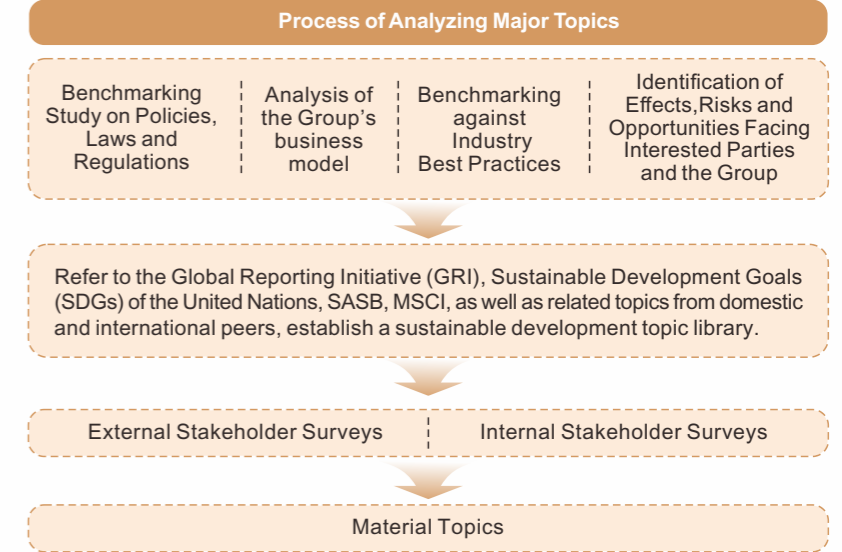 Process of Analyzing Major Topics
Benchmarking
Study on Policies,
Laws and
Regulations
Analysis of
the Group's
business
model
Benchmarking
against
Industry
Best Practices
Identification of
Effects,Risks and
Opportunities Facing
Interested Parties
and the Group
Refer to the Global Reporting Initiative (GRI), Sustainable Development Goals
(SDGs) of the United Nations, SASB, MSCI, as well as related topics from domestic
and international peers, establish a sustainable development topic library.
External Stakeholder Surveys
Internal Stakeholder Surveys
Material Topics